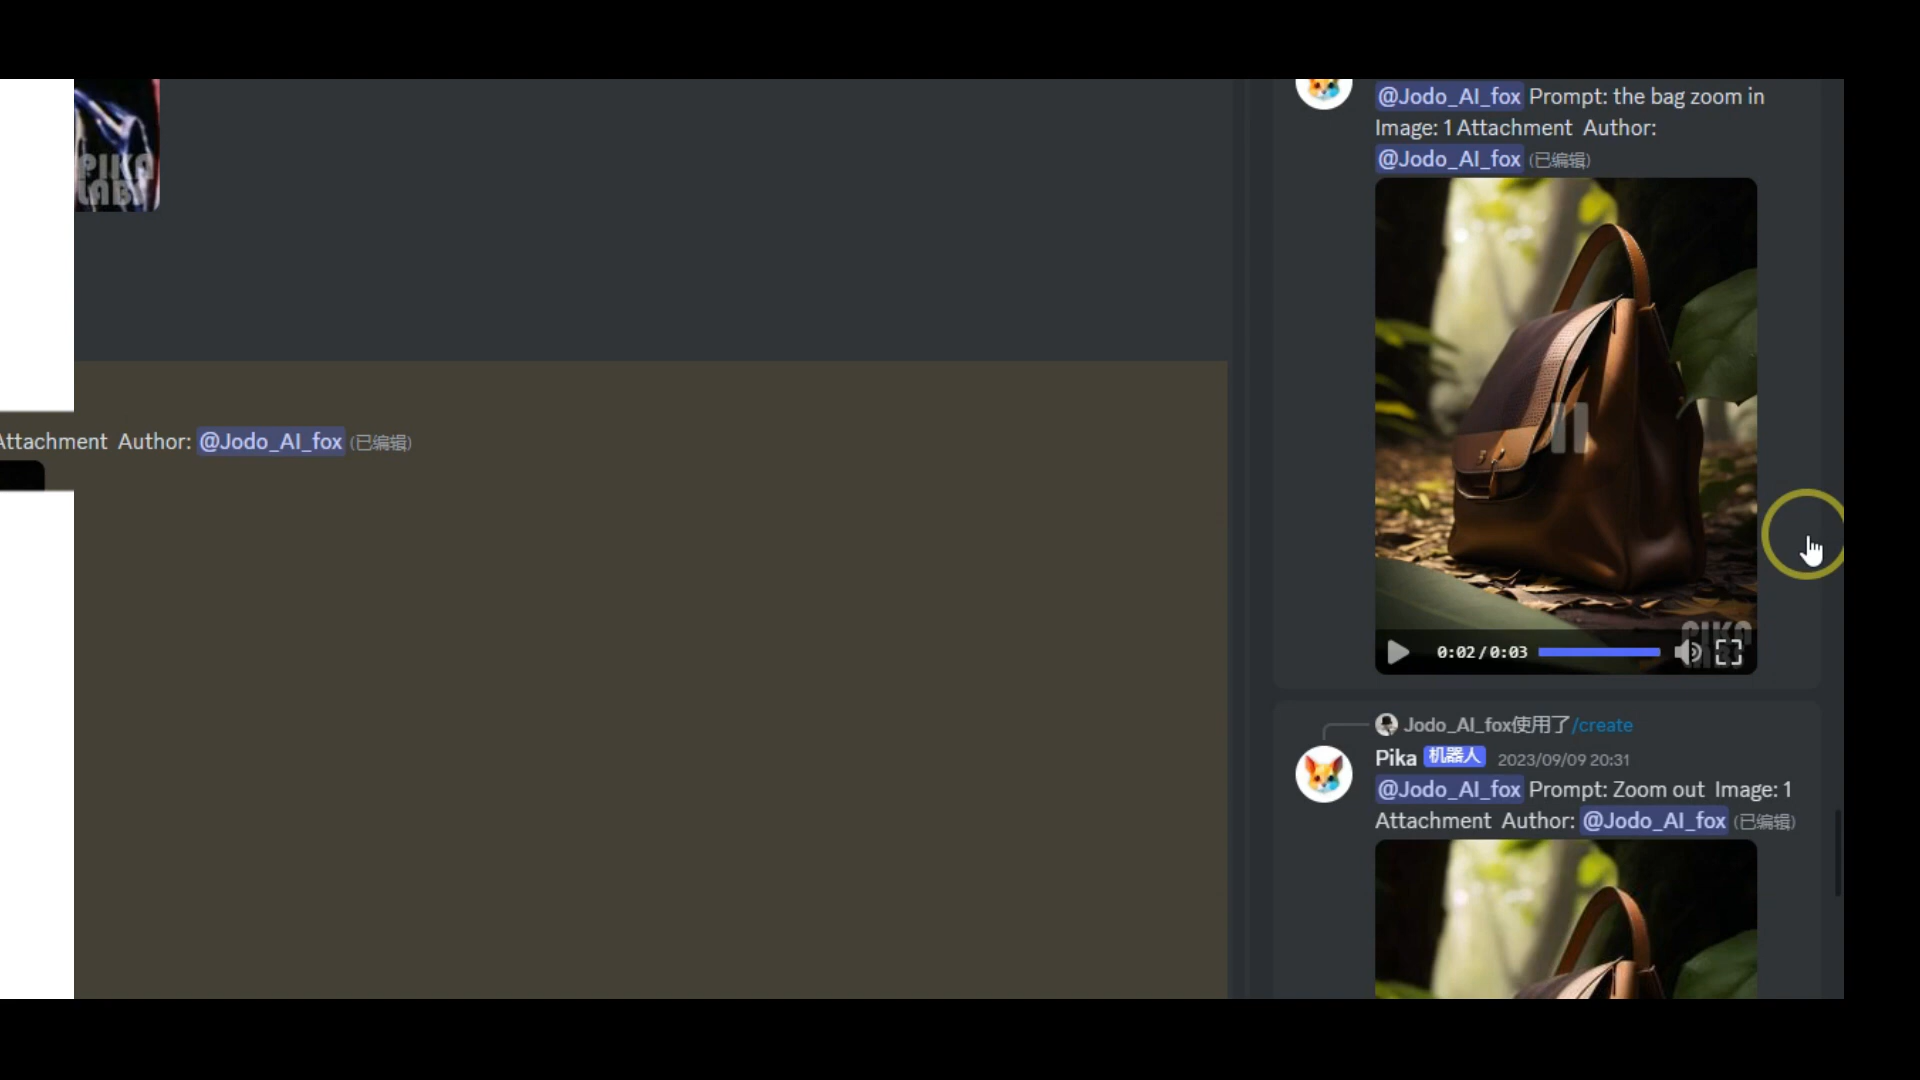 PIKA
LABS
Attachment Author: @Jodo_AI_fox (已编辑)
@Jodo_AI_fox Prompt: the bag zoom in
Image: 1 Attachment Author:
@Jodo_AI_fox (已编辑)
0:02/0:03
Jodo_AI_fox使用了/create
Pika 机器人 2023/09/09 20:31
@Jodo_AI_fox Prompt: Zoom out Image: 1
Attachment Author: @Jodo_AI_fox (已编辑)